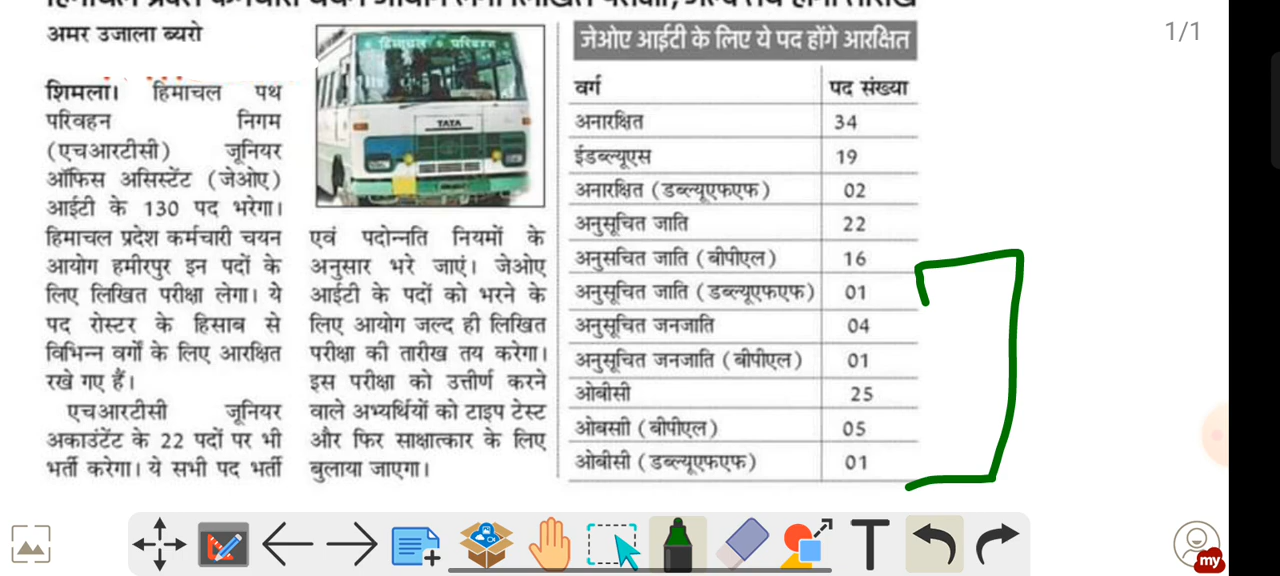 अमर उजाला ब्यरो
शिमला। हिमाचल पथ
परिवहन निगम
(एचआरटीसी) जूनियर
ऑफिस असिस्टेंट (जेओए)
आईटी के 130 पद भरेगा।
हिमाचल प्रदेश कर्मचारी चयन
आयोग हमीरपुर इन पदों के
लिए लिखित परीक्षा लेगा। ये
पद रोस्टर के हिसाब से
विभिन्न वर्गों के लिए आरक्षित
रखे गए हैं।
एचआरटीसी जूनियर
अकाउंटेंट के 22 पदों पर भी
भर्ती करेगा। ये सभी पद भर्ती
हिमाचल परिवहन
TATA
एवं पदोन्नति नियमों के
अनुसार भरे जाएं। जेओए
आईटी के पदों को भरने के
लिए आयोग जल्द ही लिखित
परीक्षा की तारीख तय करेगा।
इस परीक्षा को उत्तीर्ण करने
वाले अभ्यर्थियों को टाइप टेस्ट
और फिर साक्षात्कार के लिए
बुलाया जाएगा।
जेओए आईटी के लिए ये पद होंगे आरक्षित
वर्ग पद संख्या
अनारक्षित 34
ईडब्ल्यूएस 19
अनारक्षित (डब्ल्यूएफएफ) 02
अनुसूचित जाति 22
अनुसचित जाति (बीपीएल) 16
अनुसूचित जाति (डब्ल्यूएफएफ) 01
अनुसूचित जनजाति 04
अनुसूचित जनजाति (बीपीएल) 01
ओबीसी 25
ओबसाी (बीपीएल) 05
ओबीसी (डब्ल्यूएफएफ) 01
1/1
T
my